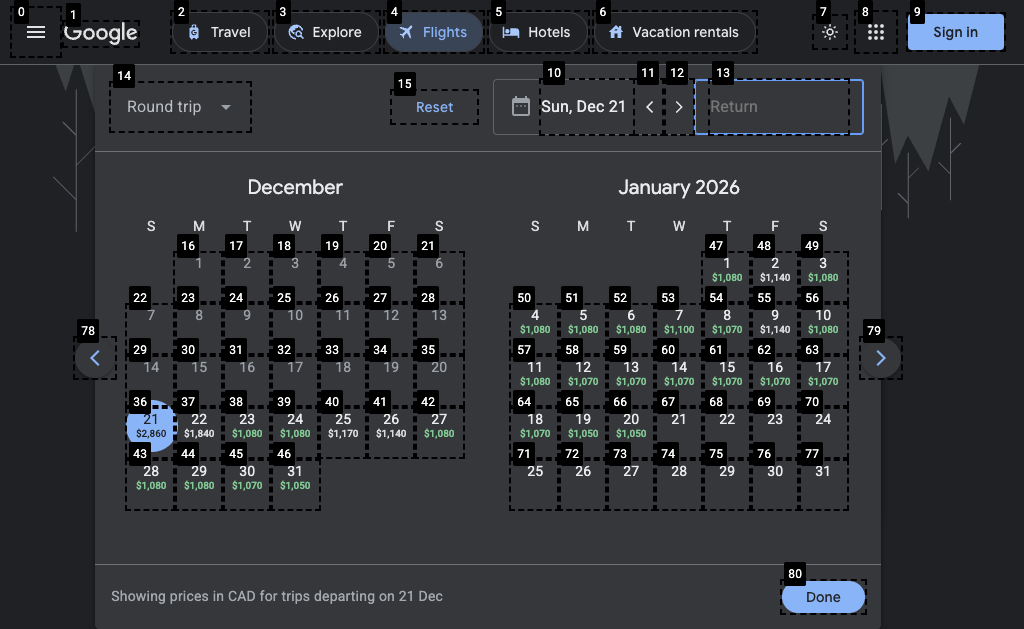 0 1 2 3 4 5 6 7 8 9
Google Travel Explore Flights Hotels Vacation rentals Sign in
14 15 10 11 12 13
Round trip Reset Sun, Dec 21 Return
December
S M T W T F S
16 17 18 19 20 21
1 2 3 4 5 6
22 23 24 25 26 27 28
7 8 9 10 11 12 13
29 30 31 32 33 34 35
14 15 16 17 18 19 20
36 37 38 39 40 41 42
21 22 23 24 25 26 27
$2,860 $1,840 $1,080 $1,080 $1,170 $1,140 $1,080
43 44 45 46
28 29 30 31
$1,080 $1,080 $1,070 $1,050
January 2026
S M T W T F S
47 48 49
1 2 3
$1,080 $1,140 $1,080
50 51 52 53 54 55 56
4 5 6 7 8 9 10
$1,080 $1,080 $1,080 $1,100 $1,070 $1,140 $1,080
57 58 59 60 61 62 63
11 12 13 14 15 16 17
$1,080 $1,070 $1,070 $1,070 $1,070 $1,070 $1,070
64 65 66 67 68 69 70
18 19 20 21 22 23 24
$1,070 $1,050 $1,050
71 72 73 74 75 76 77
25 26 27 28 29 30 31
78 79
80
Showing prices in CAD for trips departing on 21 Dec Done